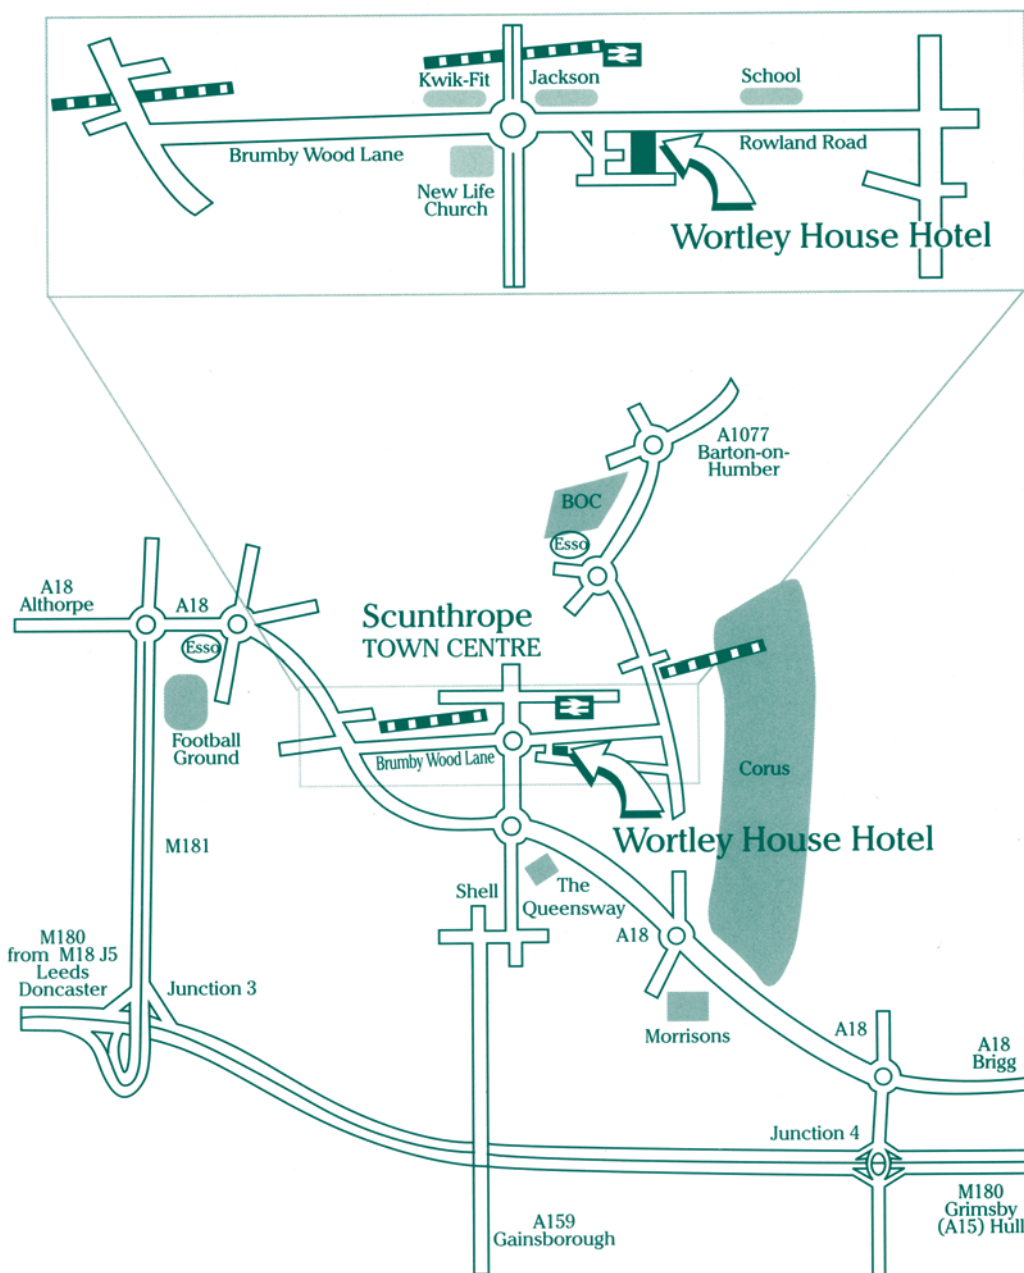 Kwik-Fit
Jackson
School
Brumby Wood Lane
Rowland Road
New Life
Church
Wortley House Hotel
A1077
Barton-on-
Humber
BOC
Esso
A18
Althorpe
A18
Scunthrope
TOWN CENTRE
Esso
Football
Ground
Brumby Wood Lane
Corus
Wortley House Hotel
M181
The
Queensway
Shell
A18
M180
from M18 J5
Leeds
Doncaster
Junction 3
Morrisons
A18
A18
Brigg
Junction 4
M180
Grimsby
(A15) Hull
A159
Gainsborough